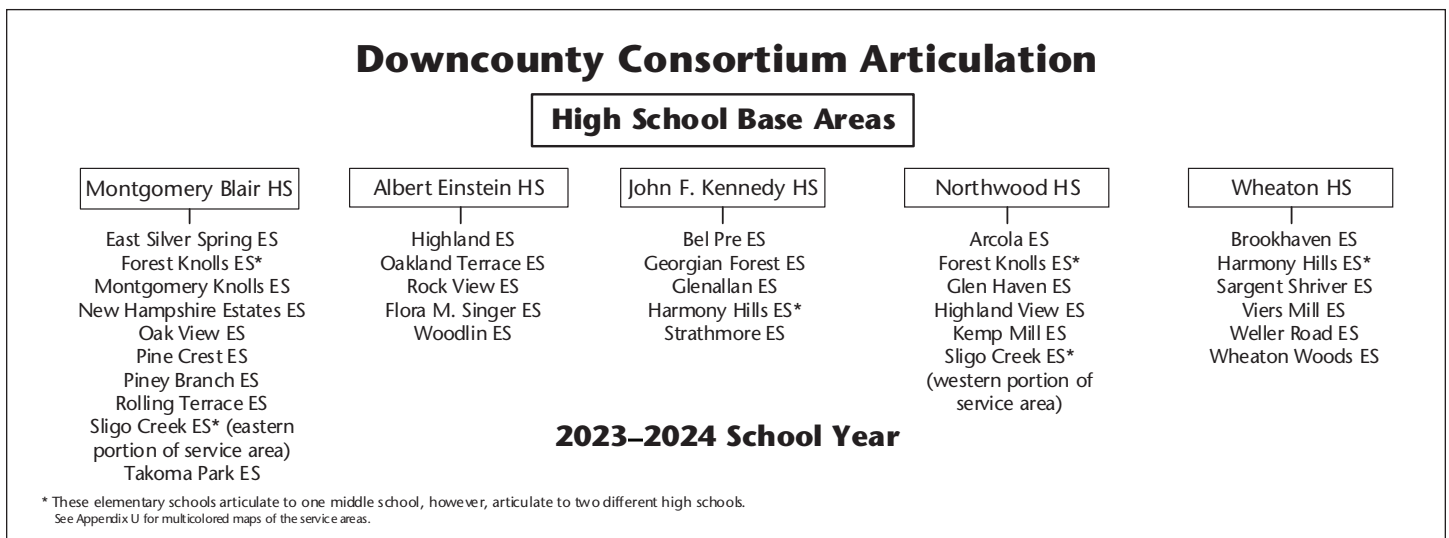 Downcounty Consortium Articulation
High School Base Areas
Montgomery Blair HS
East Silver Spring ES
Forest Knolls ES*
Montgomery Knolls ES
New Hampshire Estates ES
Oak View ES
Pine Crest ES
Piney Branch ES
Rolling Terrace ES
Sligo Creek ES* (eastern
portion of service area)
Takoma Park ES
Albert Einstein HS
Highland ES
Oakland Terrace ES
Rock View ES
Flora M. Singer ES
Woodlin ES
John F. Kennedy HS
Bel Pre ES
Georgian Forest ES
Glenallan ES
Harmony Hills ES*
Strathmore ES
Northwood HS
Arcola ES
Forest Knolls ES*
Glen Haven ES
Highland View ES
Kemp Mill ES
Sligo Creek ES*
(western portion of
service area)
Wheaton HS
Brookhaven ES
Harmony Hills ES*
Sargent Shriver ES
Viers Mill ES
Weller Road ES
Wheaton Woods ES
2023–2024 School Year
* These elementary schools articulate to one middle school, however, articulate to two different high schools.
See Appendix U for multicolored maps of the service areas.